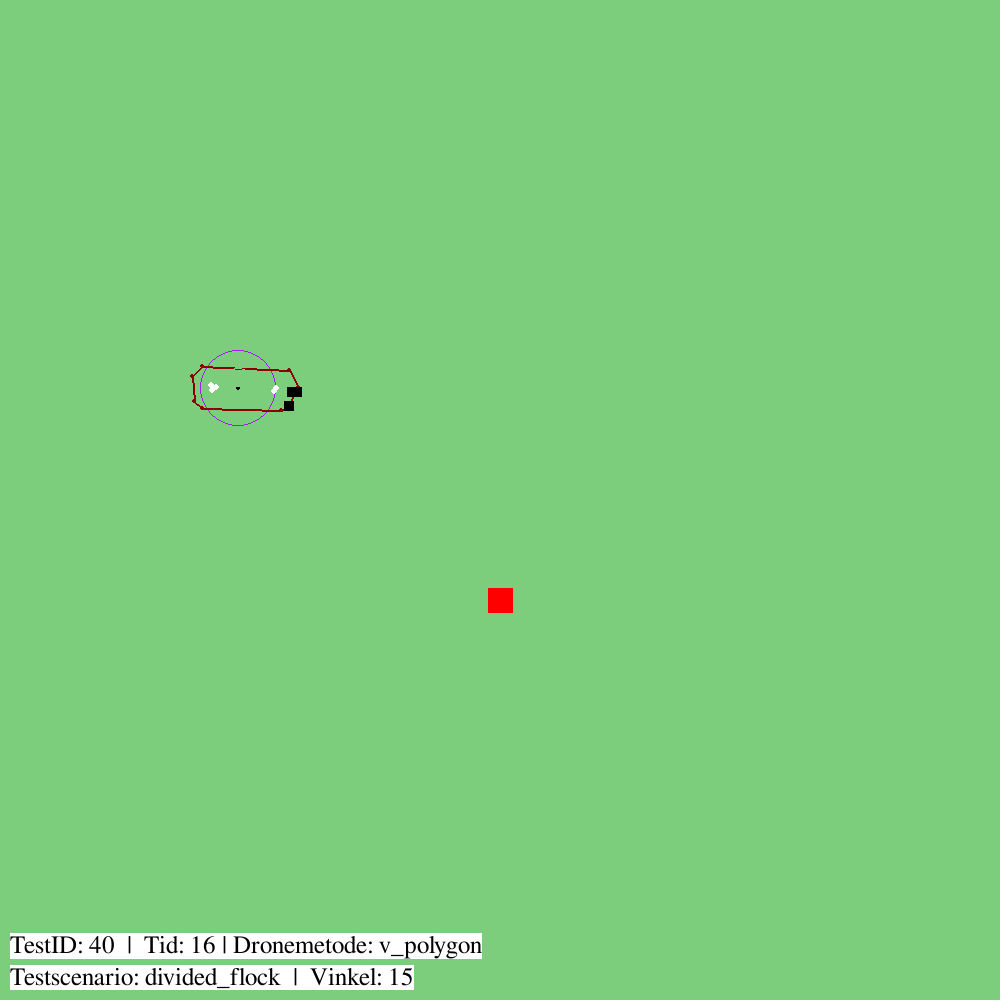 TestID: 40 | Tid: 16 | Dronemetode: v_polygon
Testscenario: divided_flock | Vinkel: 15